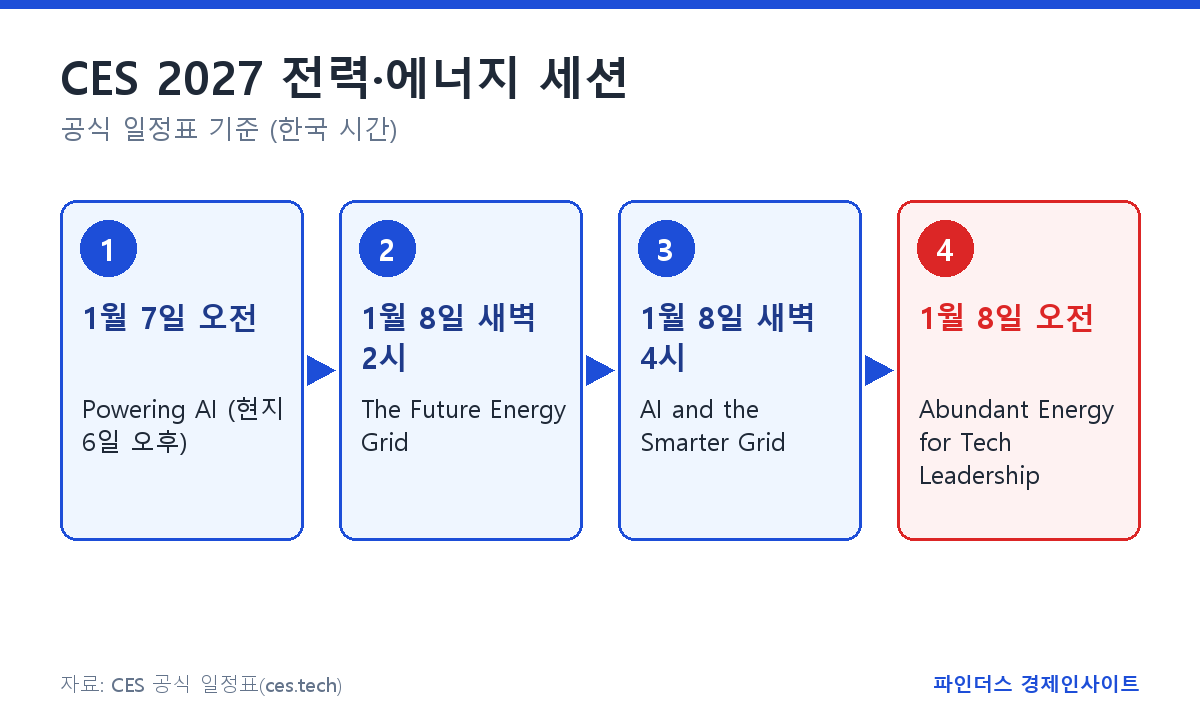 CES 2027 전력·에너지 세션
공식 일정표 기준 (한국 시간)
1
1월 7일 오전
Powering AI (현지
6일 오후)
2
1월 8일 새벽
2시
The Future Energy
Grid
3
1월 8일 새벽
4시
AI and the
Smarter Grid
4
1월 8일 오전
Abundant Energy
for Tech
Leadership
자료: CES 공식 일정표(ces.tech)
파인더스 경제인사이트